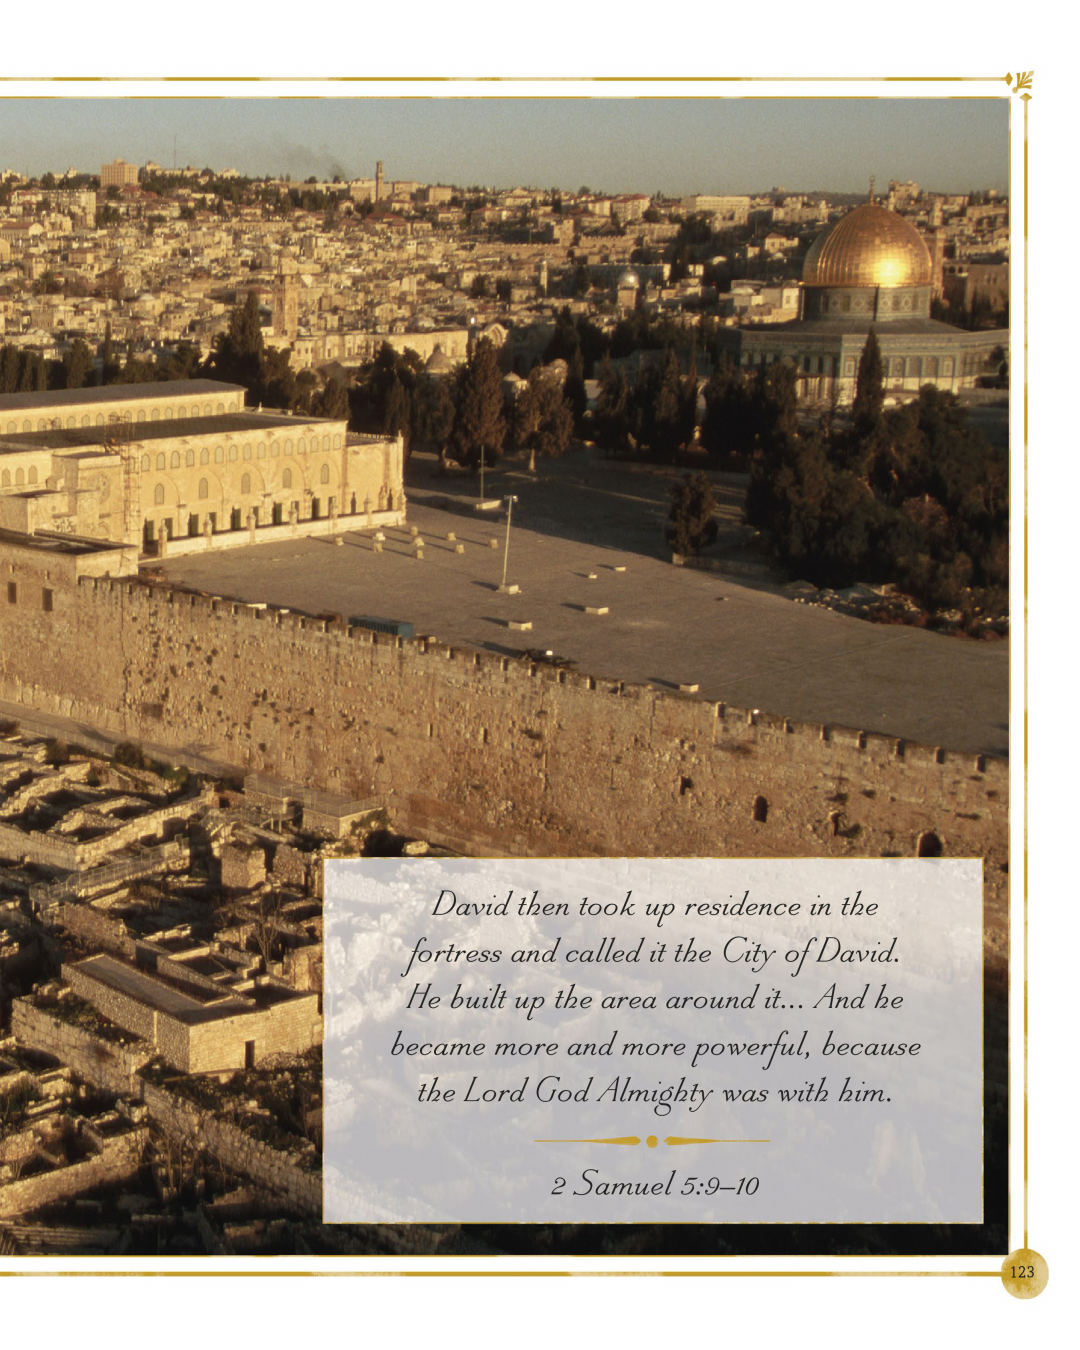 David then took up residence in the
fortress and called it the City of David.
He built up the area around it... And he
became more and more powerful, because
the Lord God Almighty was with him.
2 Samuel 5:9–10
123